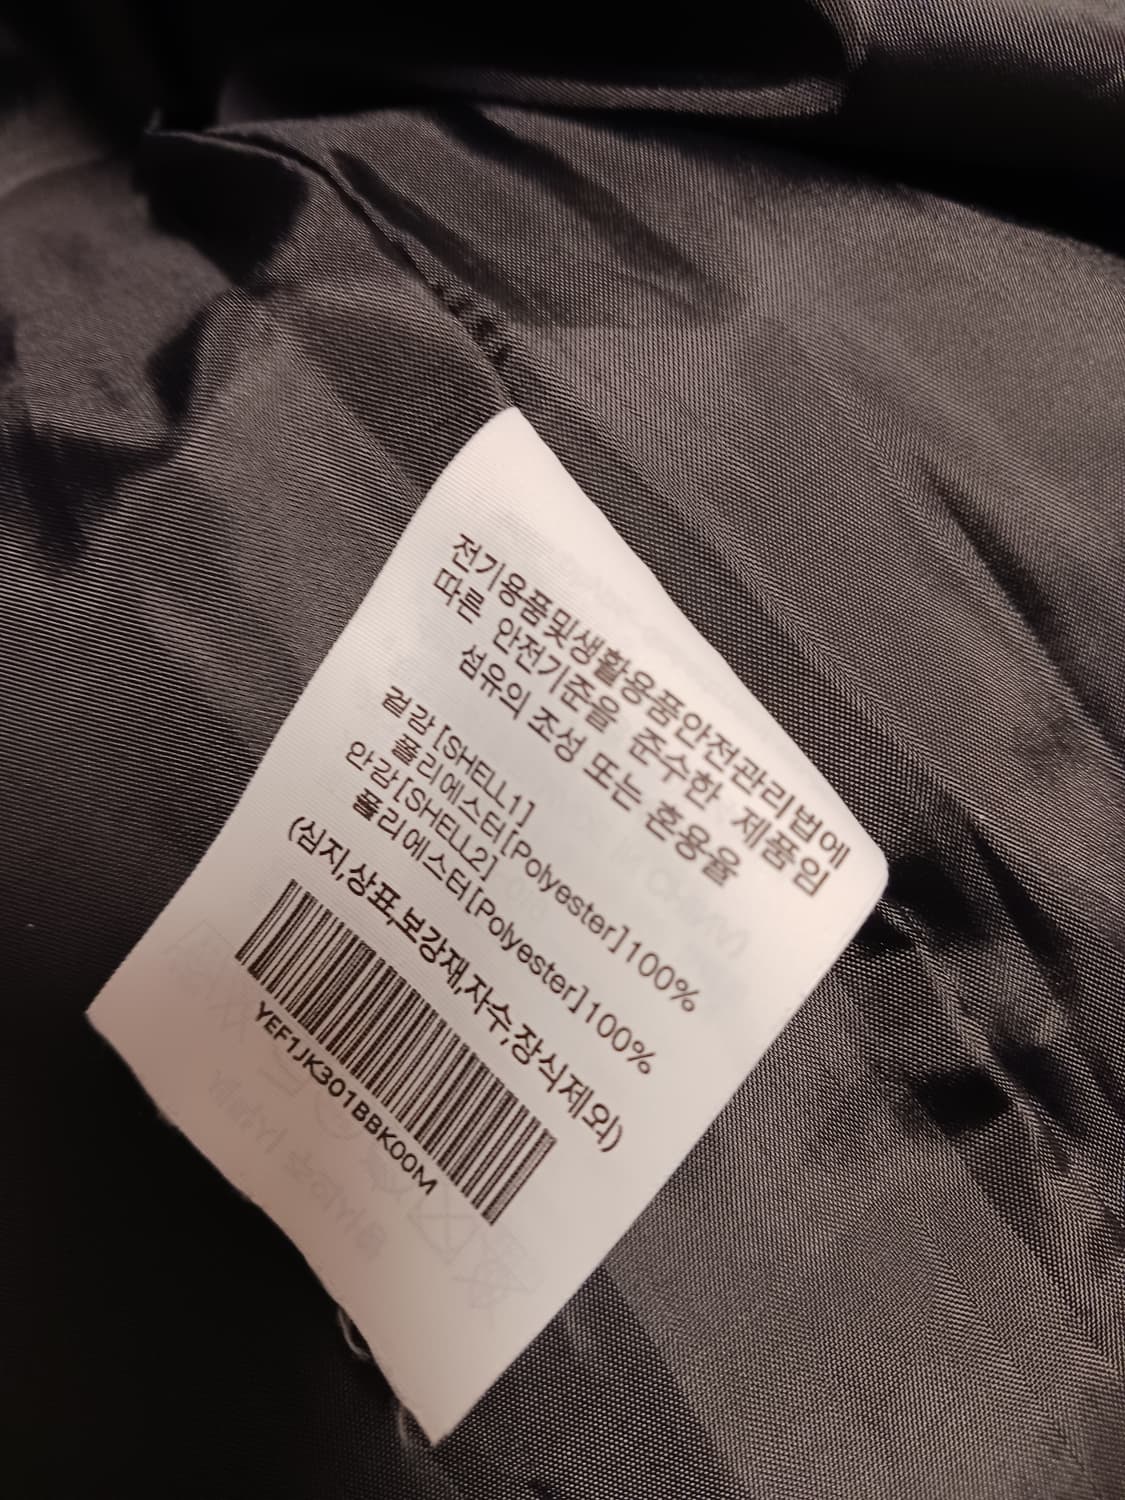 전기용품및생활용품안전관리법에
따른 안전기준을 준수한 제품임
섬유의 조성 또는 혼용율
겉감[SHELL1]
폴리에스터[Polyester]100%
안감[SHELL2]
폴리에스터[Polyester]100%
(심지,상표,보강재,자수,장식제외)
YEF1JK301BBK00M